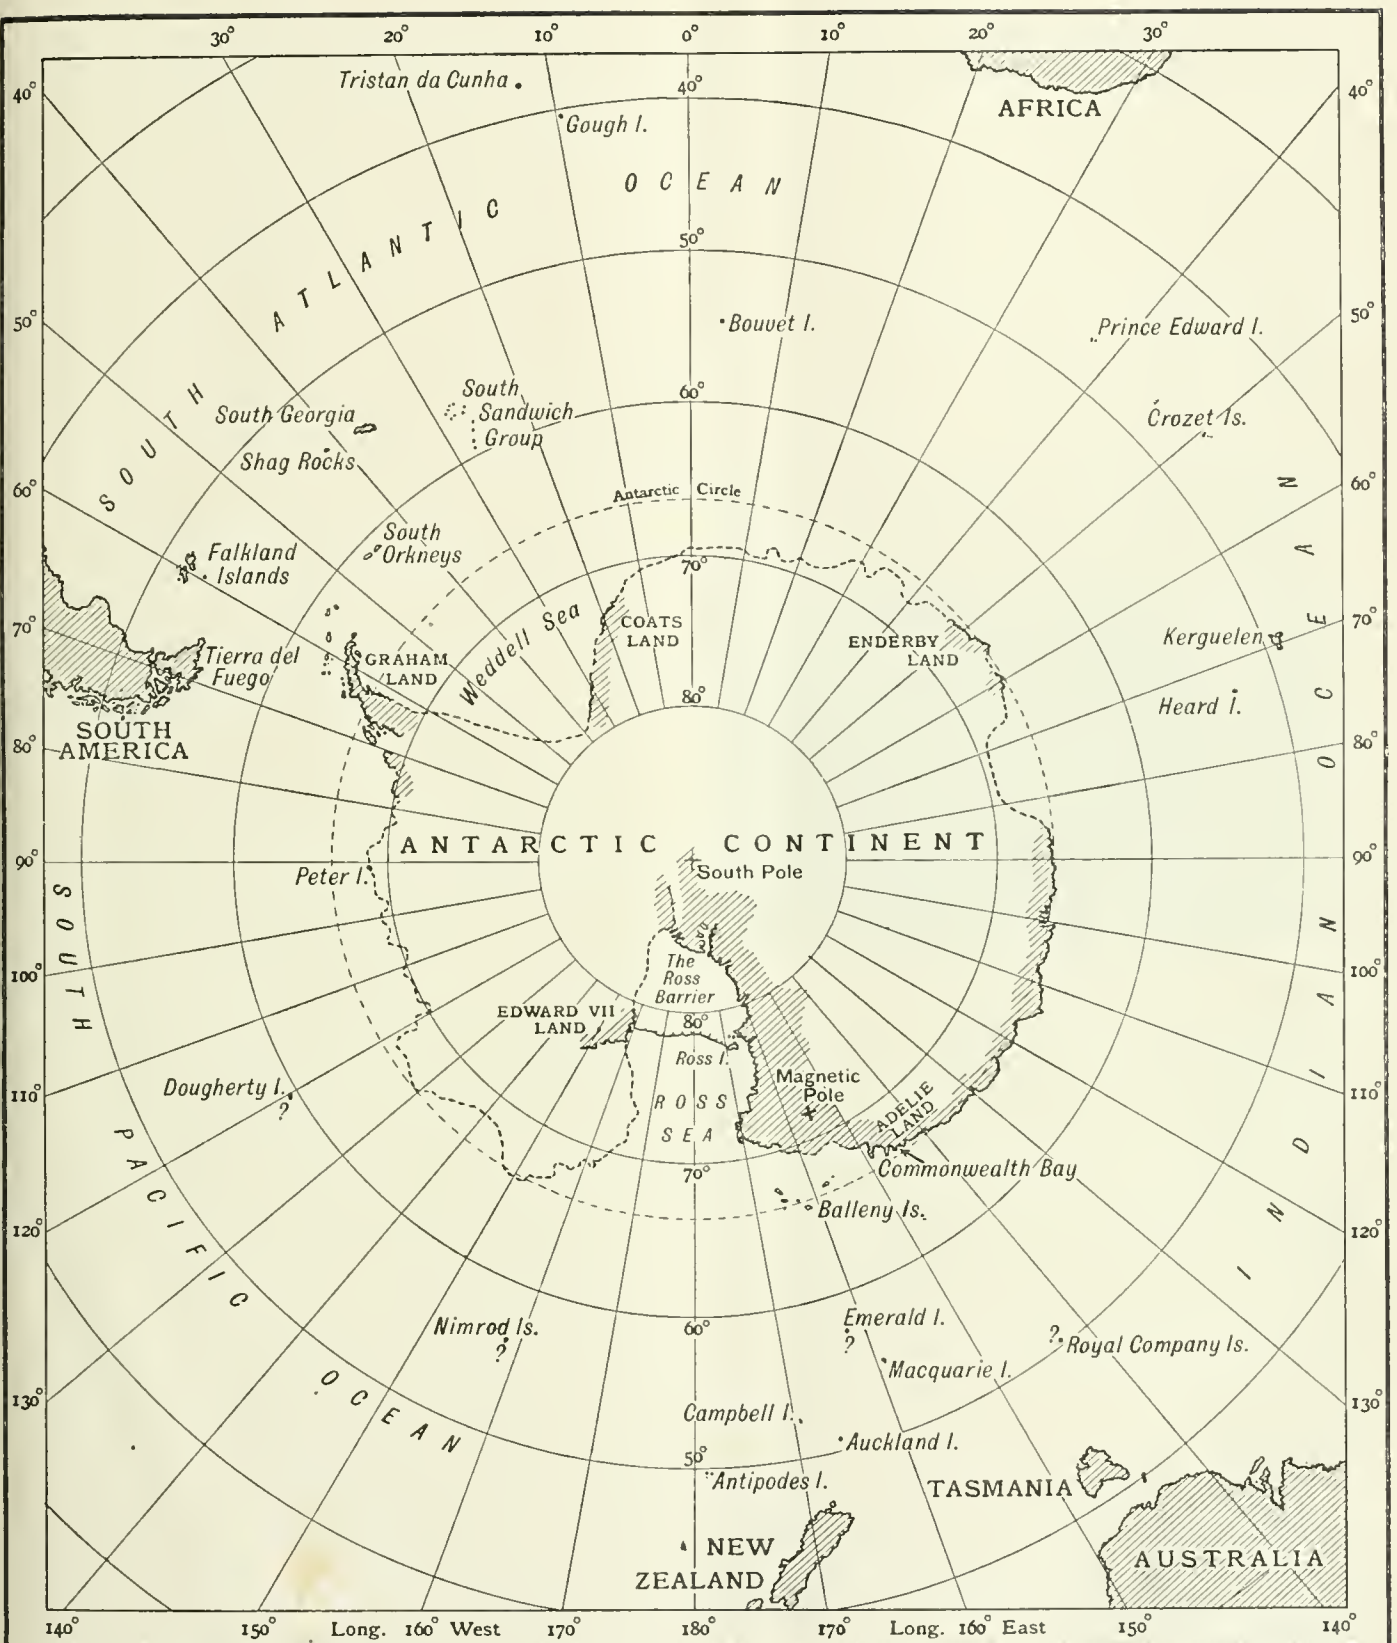 30° 20° 10° 0° 10° 20° 30°
Tristan da Cunha
40° 40° 40°
AFRICA
Gough I.
OCEAN
SOUTH ATLANTIC
50°
50° Bouvet I. 50°
Prince Edward I.
60°
South
Sandwich
Group
South Georgia
Crozet Is.
Shag Rocks
60° 60°
Antarctic Circle
South
Orkneys
Falkland
Islands
70°
Weddell Sea
COATS
LAND
ENDERBY
LAND
70° 70°
Kerguelen
Tierra del
Fuego
GRAHAM
LAND
80°
Heard I.
SOUTH
AMERICA
80° 80°
INDIAN OCEAN
ANTARCTIC CONTINENT
90° 90°
Peter I.
South Pole
SOUTH PACIFIC OCEAN
The
Ross
Barrier
100° 100°
EDWARD VII
LAND
80°
Ross I.
Dougherty I.
?
Magnetic
Pole
110° 110°
ROSS
SEA
ADELIE
LAND
70°
Commonwealth Bay
Balleny Is.
120° 120°
Nimrod Is.
?
60°
Emerald I.
?
? Royal Company Is.
Macquarie I.
130° 130°
Campbell I.
Auckland I.
50°
Antipodes I.
TASMANIA
NEW
ZEALAND
AUSTRALIA
140° 150° Long. 160° West 170° 180° 170° Long. 160° East 150° 140°